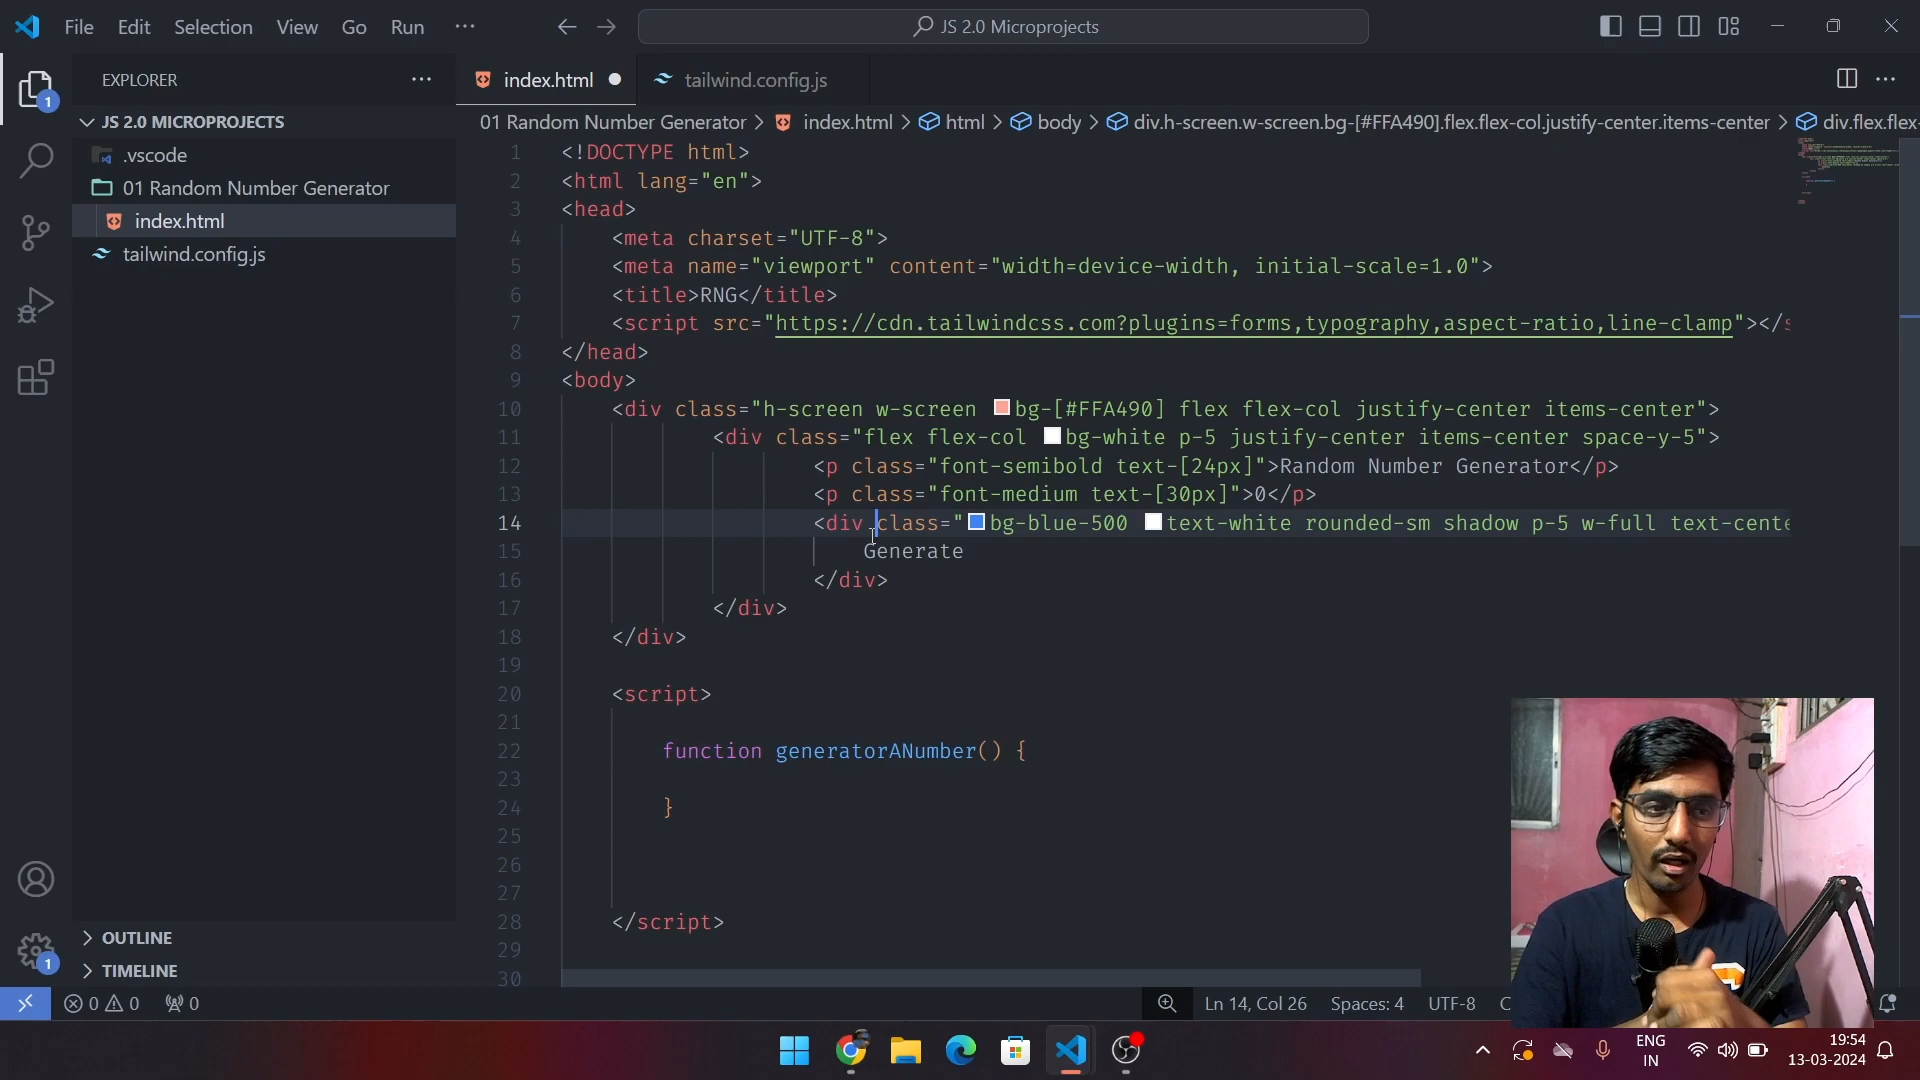 File Edit Selection View Go Run ...
JS 2.0 Microprojects
EXPLORER
index.html
tailwind.config.js
JS 2.0 MICROPROJECTS
.vscode
01 Random Number Generator
index.html
tailwind.config.js
OUTLINE
TIMELINE
1
1
01 Random Number Generator > index.html > html > body > div.h-screen.w-screen.bg-[#FFA490].flex.flex-col.justify-center.items-center > div.flex.flex-
1 <!DOCTYPE html>
2 <html lang="en">
3 <head>
4 <meta charset="UTF-8">
5 <meta name="viewport" content="width=device-width, initial-scale=1.0">
6 <title>RNG</title>
7 <script src="https://cdn.tailwindcss.com?plugins=forms,typography,aspect-ratio,line-clamp"></s
8 </head>
9 <body>
10 <div class="h-screen w-screen bg-[#FFA490] flex flex-col justify-center items-center">
11 <div class="flex flex-col bg-white p-5 justify-center items-center space-y-5">
12 <p class="font-semibold text-[24px]">Random Number Generator</p>
13 <p class="font-medium text-[30px]">0</p>
14 <div class="bg-blue-500 text-white rounded-sm shadow p-5 w-full text-cente
15 Generate
16 </div>
17 </div>
18 </div>
19
20 <script>
21
22 function generatorANumber() {
23
24 }
25
26
27
28 </script>
29
30
0 0 0
Ln 14, Col 26 Spaces: 4 UTF-8 C
ENG
IN
19:54
13-03-2024